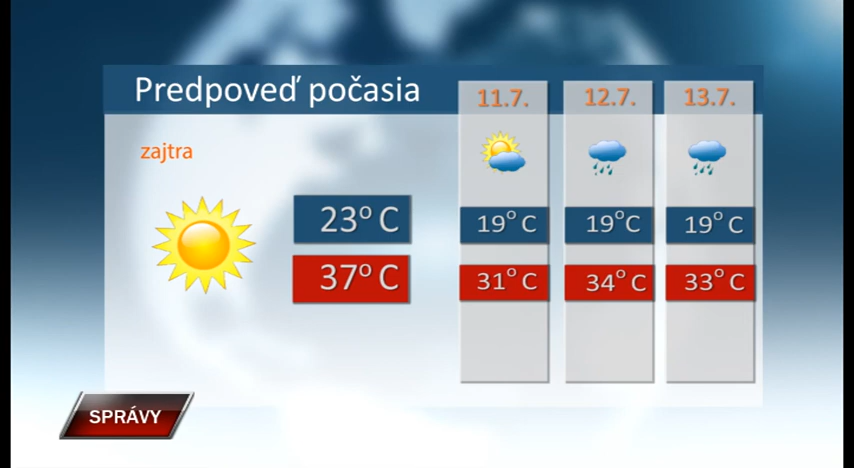 Predpoveď počasia
zajtra
23° C
37° C
11.7. 12.7. 13.7.
19° C 19°C 19° C
31° C 34° C 33° C
SPRÁVY